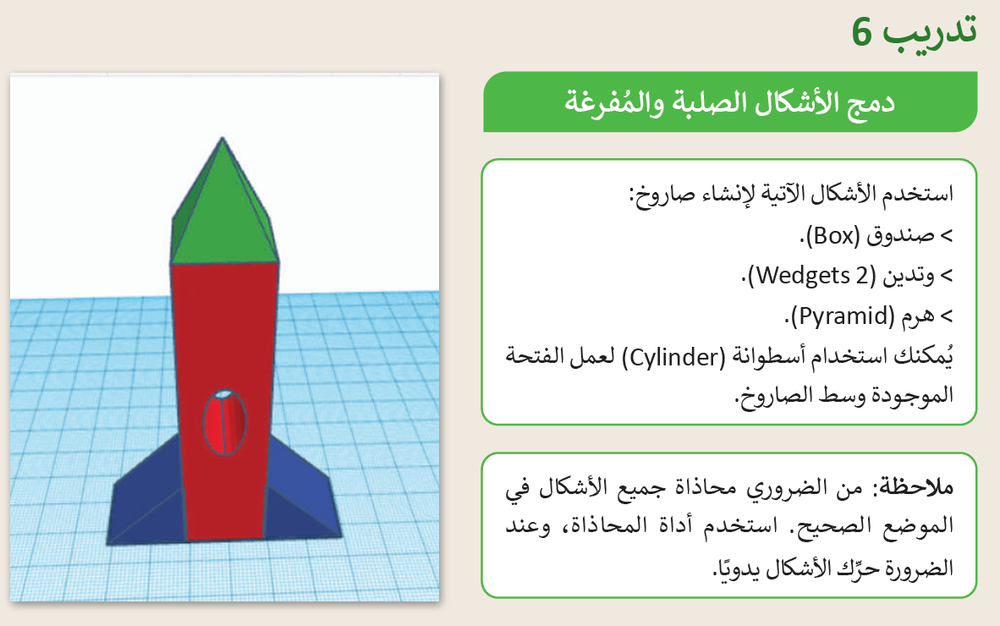 تدريب 6
دمج الأشكال الصلبة والمُفرغة
استخدم الأشكال الآتية لإنشاء صاروخ:
> صندوق (Box).
> وتدين (2 Wedgets).
> هرم (Pyramid).
يُمكنك استخدام أسطوانة (Cylinder) لعمل الفتحة
الموجودة وسط الصاروخ.
ملاحظة: من الضروري محاذاة جميع الأشكال في
الموضع الصحيح. استخدم أداة المحاذاة، وعند
الضرورة حرِّك الأشكال يدويًا.